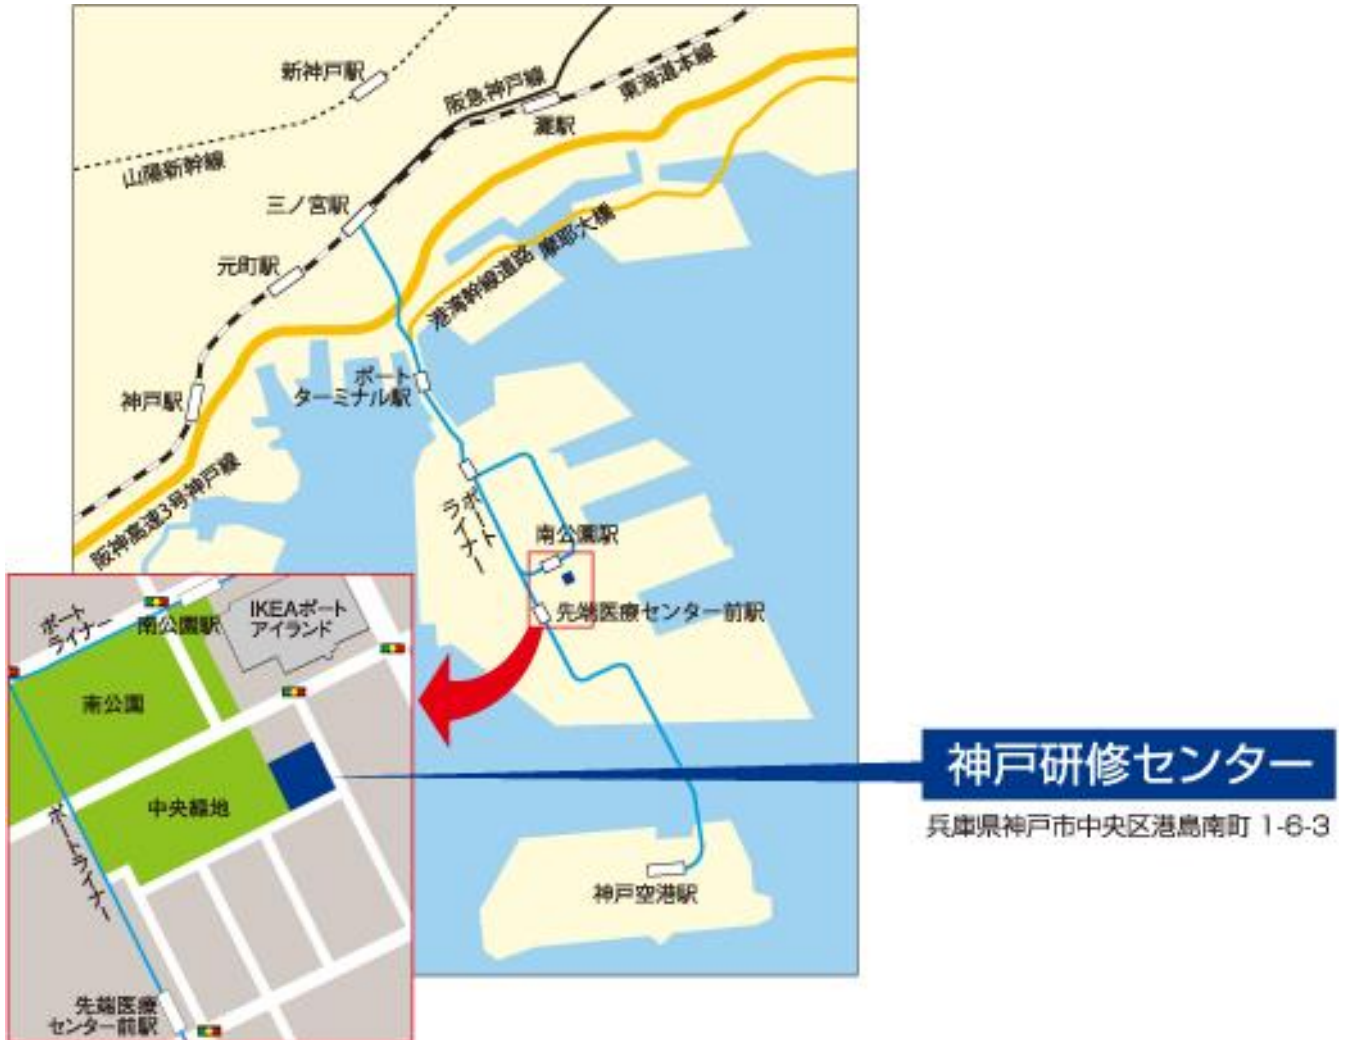 新神戸駅
阪急神戸線
東海道本線
灘駅
山陽新幹線
三ノ宮駅
元町駅
港湾幹線道路 摩耶大橋
ポート
ターミナル駅
神戸駅
阪神高速3号神戸線
ポート
ライナー
南公園駅
先端医療センター前駅
神戸空港駅
ポート
ライナー
南公園駅
IKEAポート
アイランド
南公園
中央緑地
ポートライナー
先端医療
センター前駅
神戸研修センター
兵庫県神戸市中央区港島南町 1-6-3